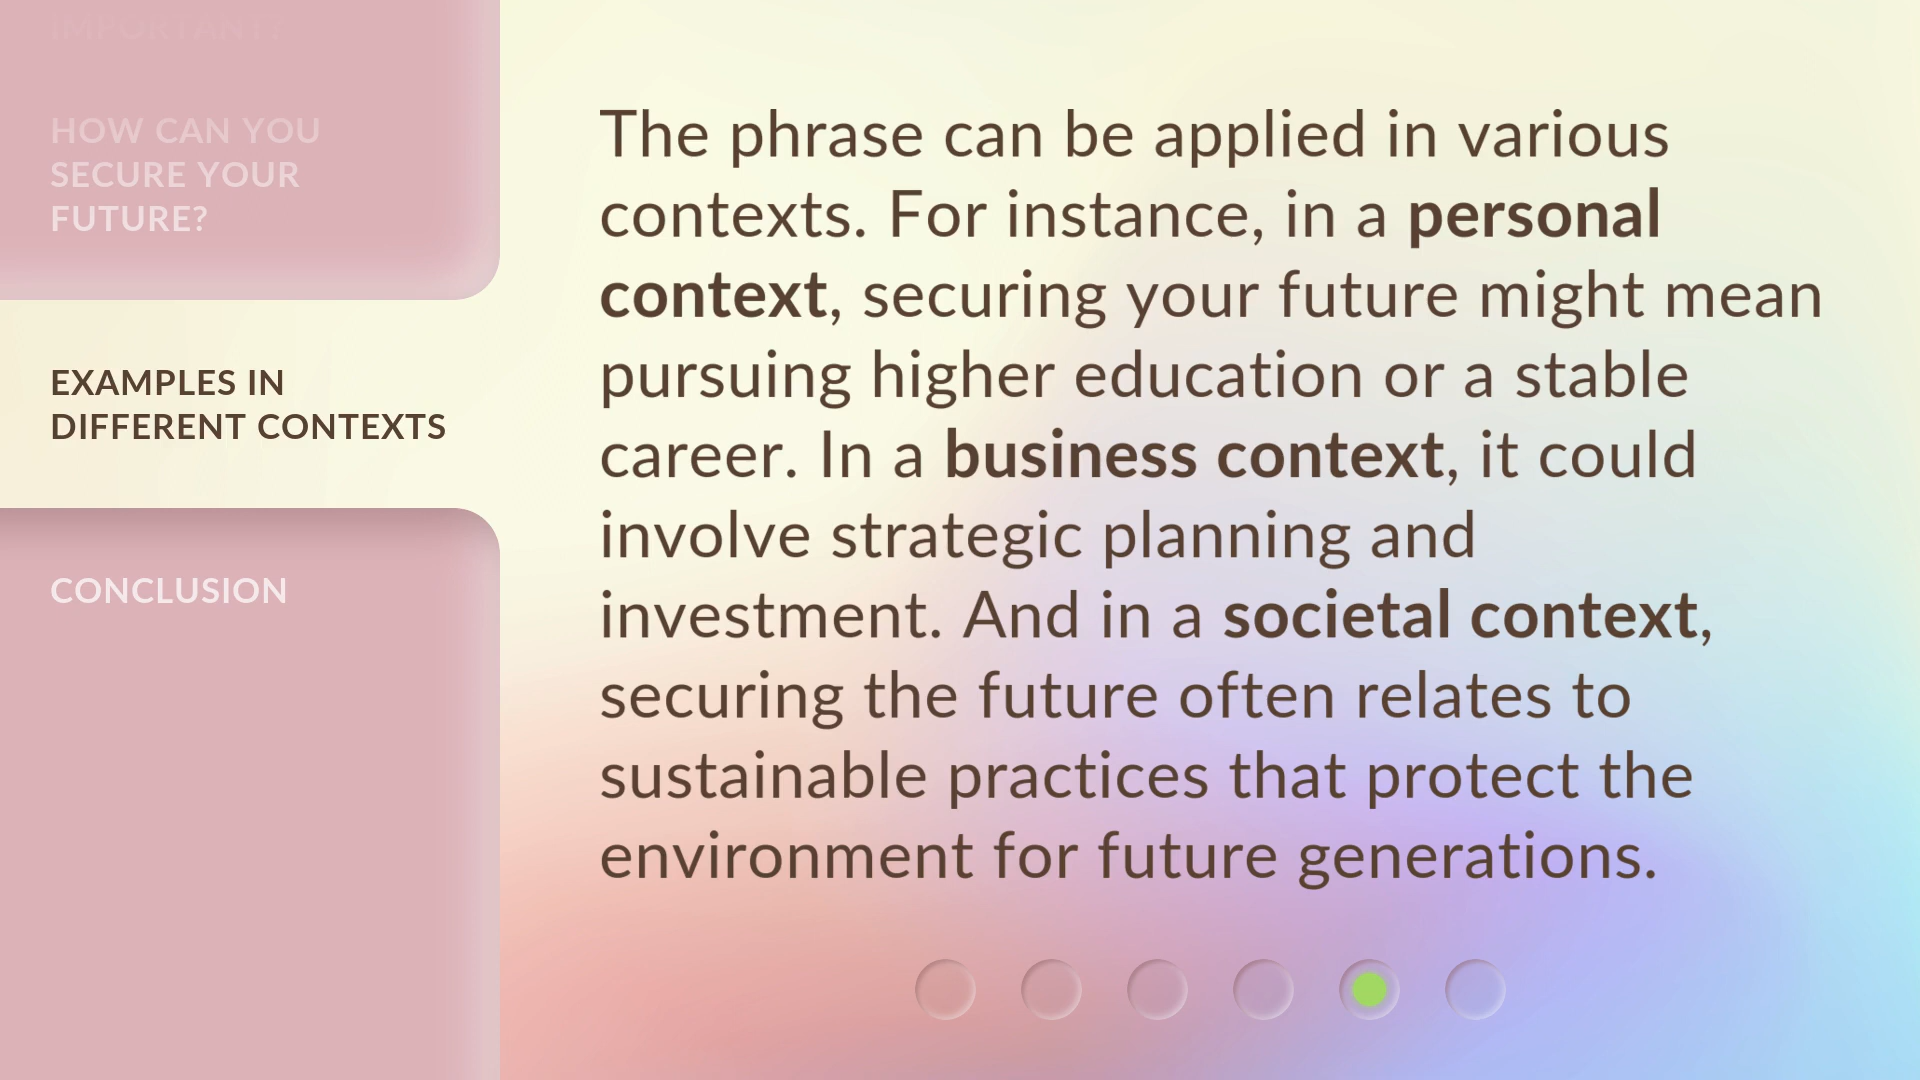 IMPORTANT?
HOW CAN YOU
SECURE YOUR
FUTURE?
EXAMPLES IN
DIFFERENT CONTEXTS
CONCLUSION
The phrase can be applied in various
contexts. For instance, in a personal
context, securing your future might mean
pursuing higher education or a stable
career. In a business context, it could
involve strategic planning and
investment. And in a societal context,
securing the future often relates to
sustainable practices that protect the
environment for future generations.